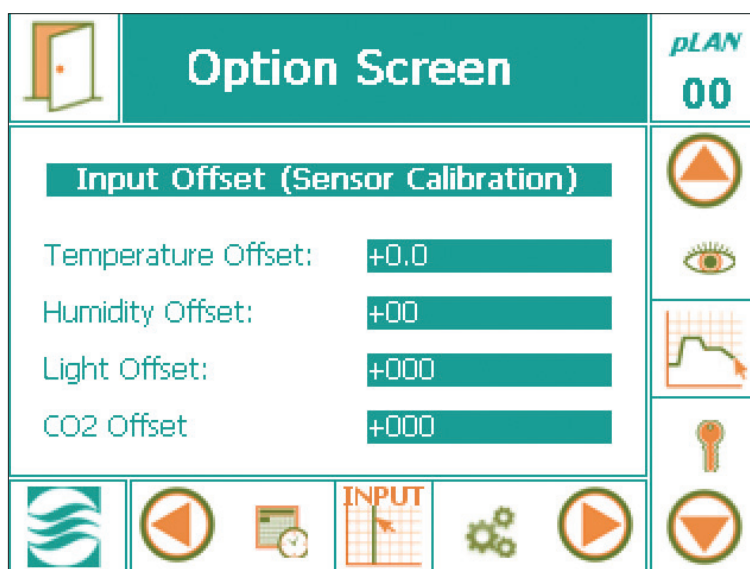 Option Screen
pLAN
00
Input Offset (Sensor Calibration)
Temperature Offset: +0.0
Humidity Offset: +00
Light Offset: +000
CO2 Offset +000
INPUT